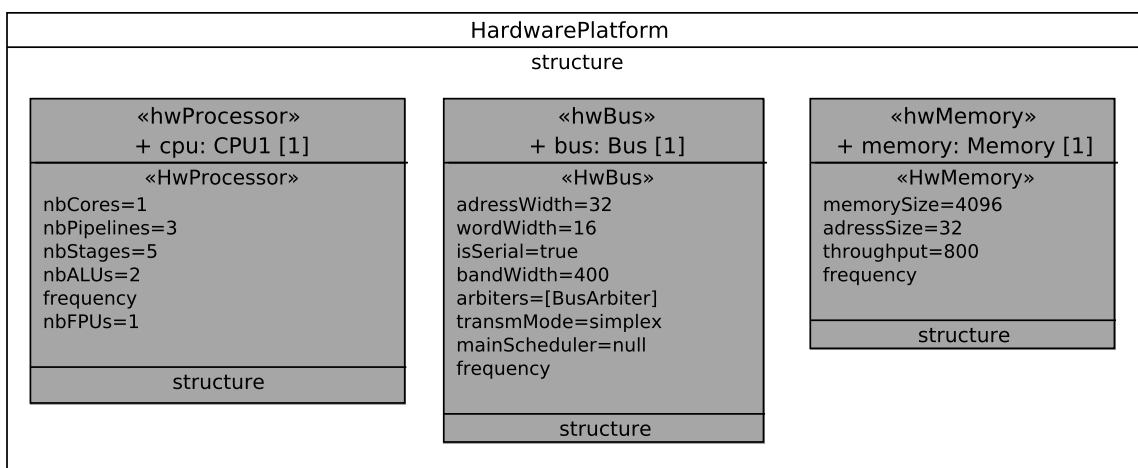 HardwarePlatform
structure
«hwProcessor»
+ cpu: CPU1 [1]
«HwProcessor»
nbCores=1
nbPipelines=3
nbStages=5
nbALUs=2
frequency
nbFPUs=1
structure
«hwBus»
+ bus: Bus [1]
«HwBus»
adressWidth=32
wordWidth=16
isSerial=true
bandWidth=400
arbiters=[BusArbiter]
transmMode=simplex
mainScheduler=null
frequency
structure
«hwMemory»
+ memory: Memory [1]
«HwMemory»
memorySize=4096
adressSize=32
throughput=800
frequency
structure